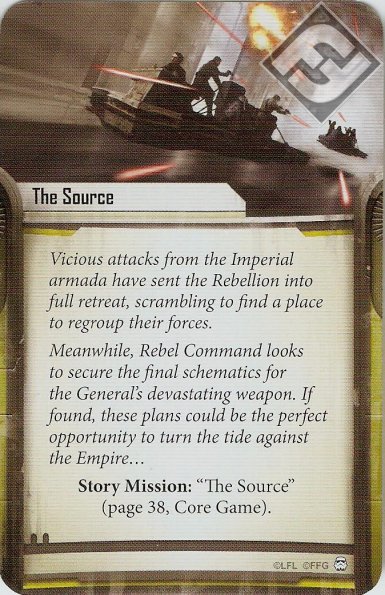 The Source
Vicious attacks from the Imperial
armada have sent the Rebellion into
full retreat, scrambling to find a place
to regroup their forces.
Meanwhile, Rebel Command looks
to secure the final schematics for
the General’s devastating weapon. If
found, these plans could be the perfect
opportunity to turn the tide against
the Empire…
Story Mission: “The Source”
(page 38, Core Game).
©LFL ©FFG